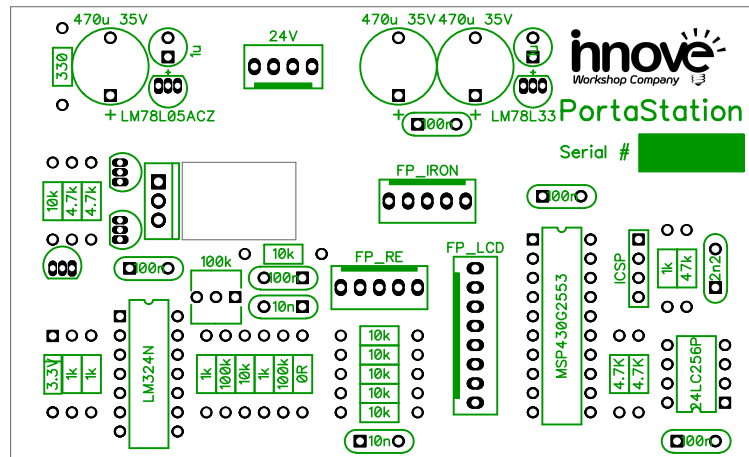 470u 35V
24V
470u 35V
330
1u
1u
innove
Workshop Company
LM78L05ACZ
LM78L33
PortaStation
100n
Serial #
FP_IRON
10k
4.7k
4.7k
100n
100k
10k
FP_RE
FP_LCD
100n
100n
10n
ICSP
1k
47k
2n2
MSP430G2553
LM324N
3.3V
1k
1k
1k
100k
10k
1k
100k
0R
10k
10k
10k
10k
10k
4.7K
4.7K
24LC256P
10n
100n